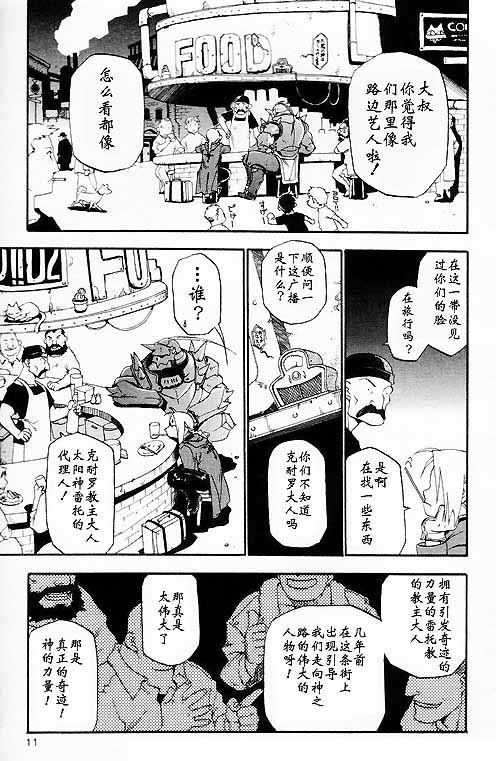 大叔
你觉得我
们那里像
路边艺
人啦！
怎么
看都像
FOOD
CO
在这一带没见
过你们的脸
在旅行吗？
是啊
在找一些东西
顺便问一
下这广播
是什么？
你们不知道
克耐罗大人吗
…谁？
克耐罗教主大人
太阳神雷托的
代理人！
FO
拥有引发奇迹的
力量的雷托教
的教主大人
几年前
在这条街上
出现引导
我们走向神之
路的伟大的
人物呀！
那真是
太伟大了
那是
真正的奇迹！
神的力量！
11